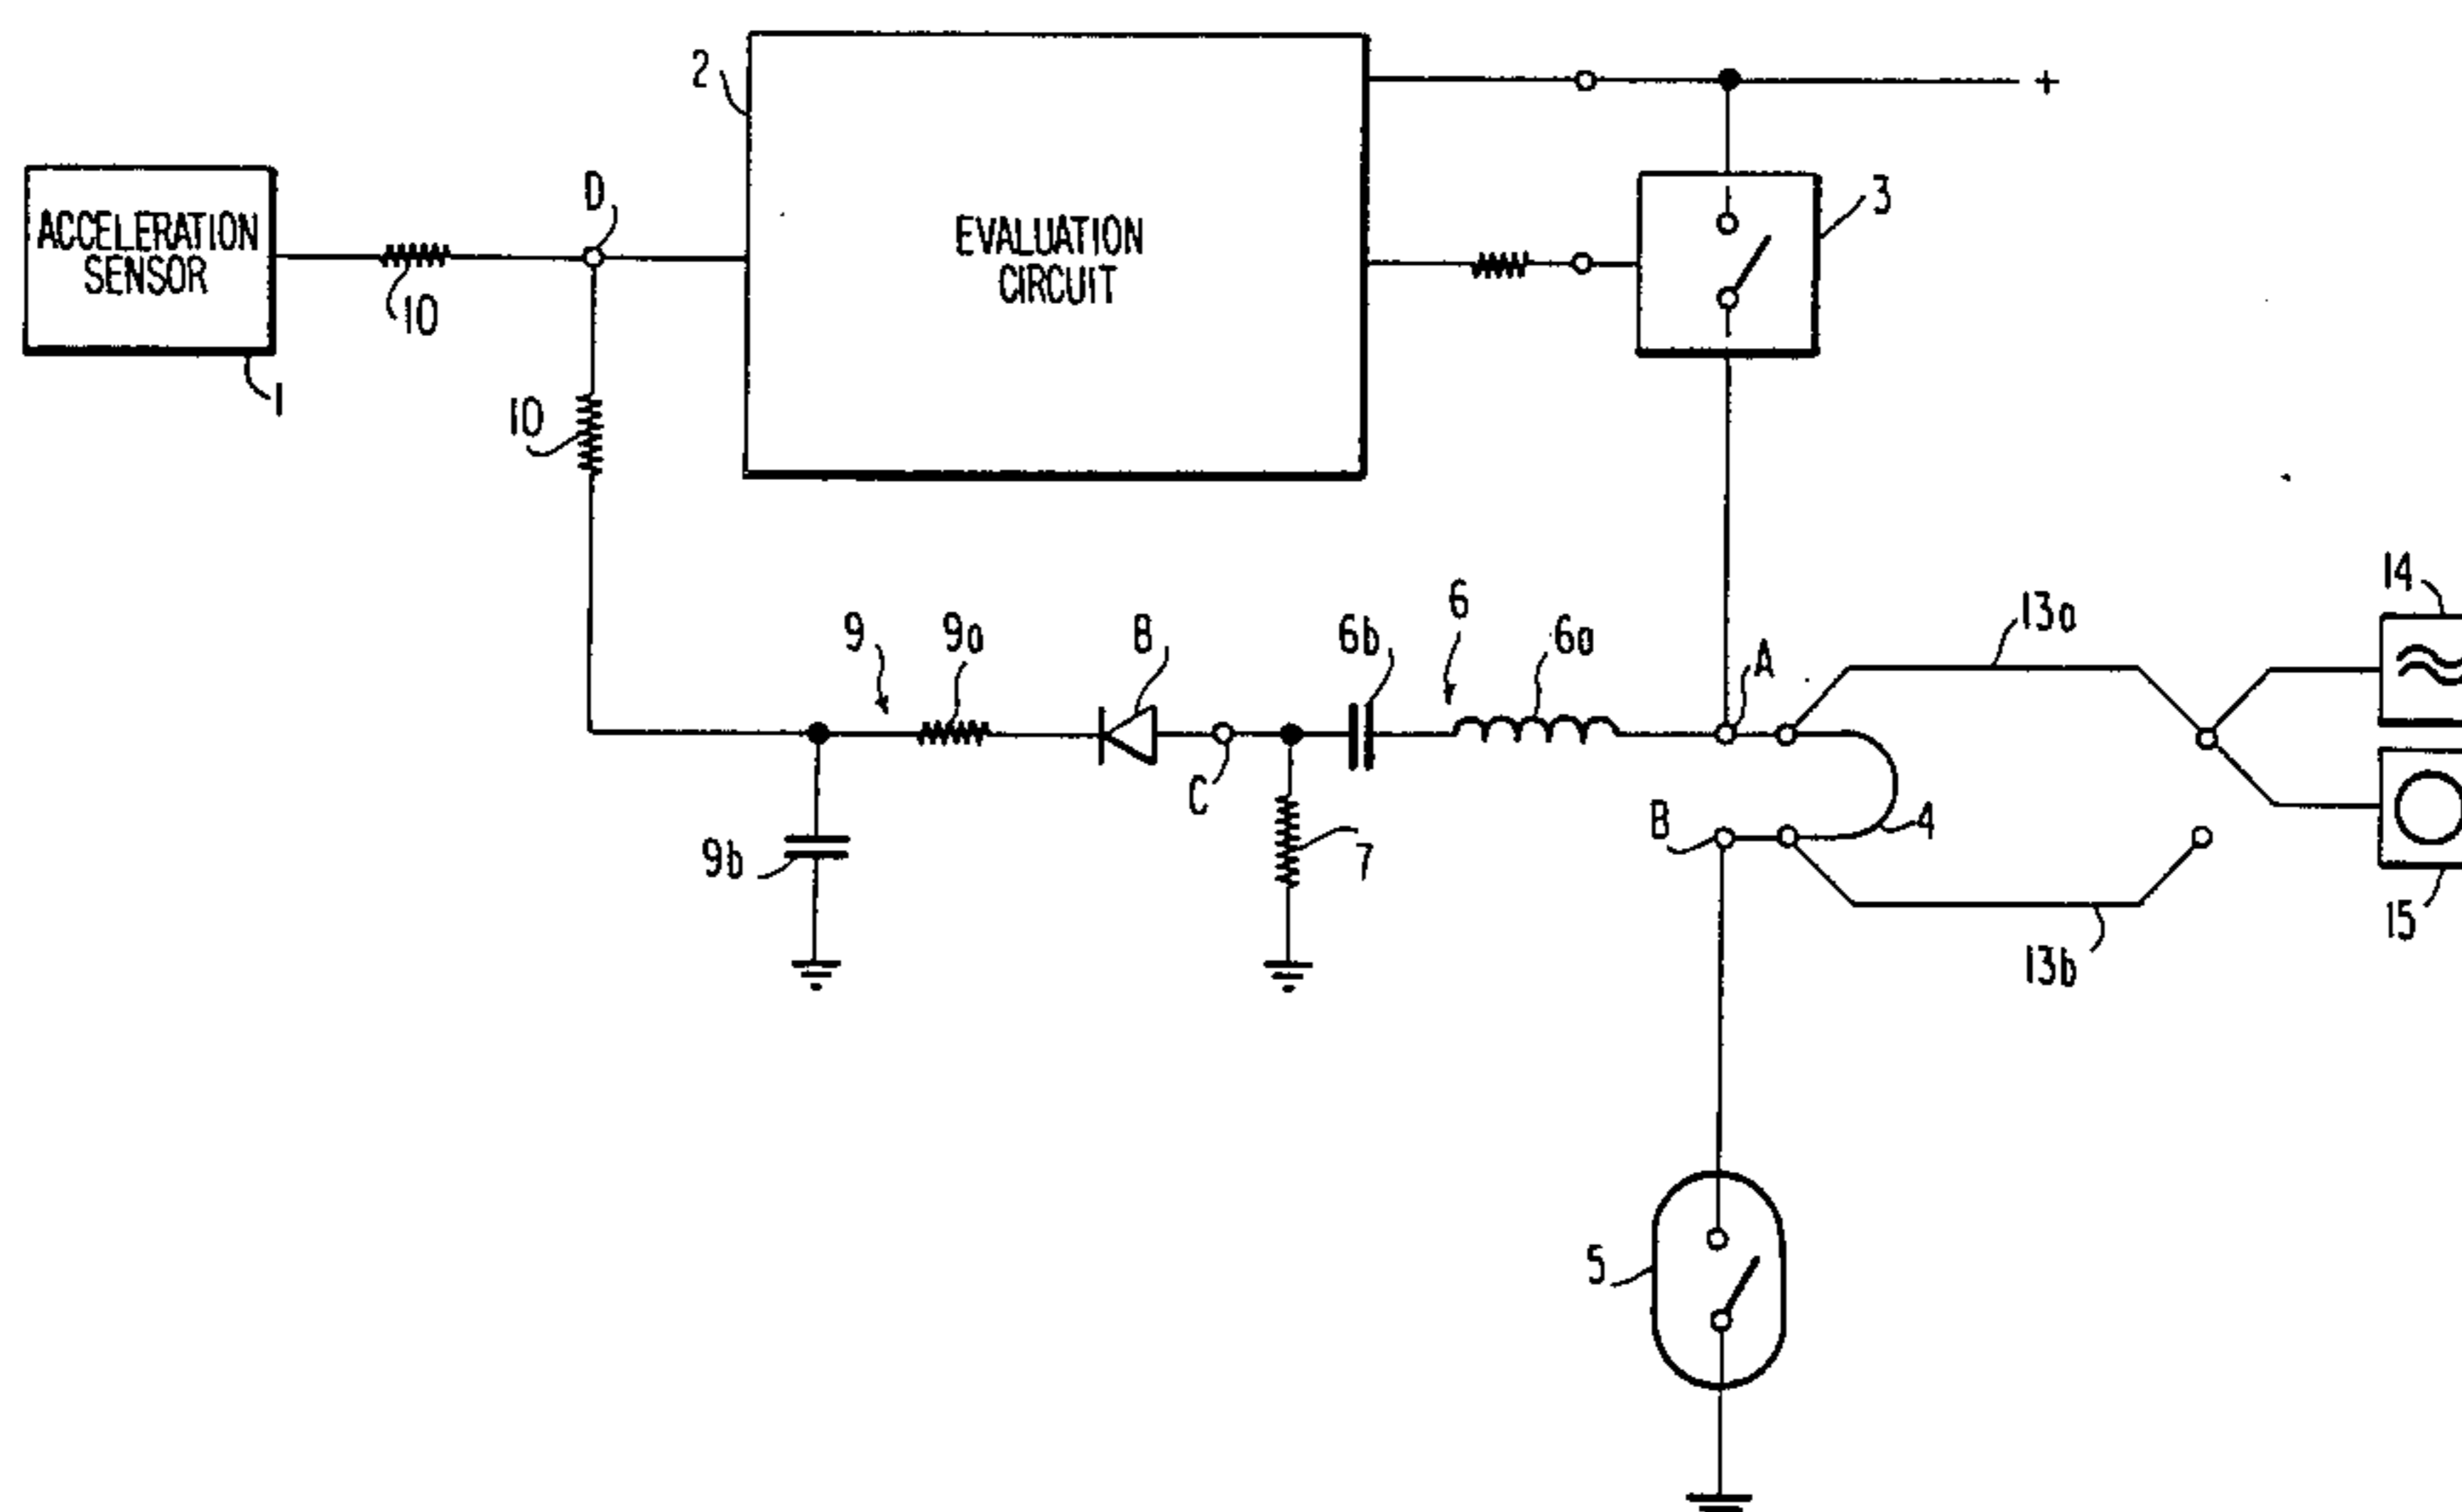 2
+
D
3
ACCELERATION
SENSOR
EVALUATION
CIRCUIT
10
1
10
14
9
9a
8
6b
6
6a
A
13a
C
B
4
9b
7
15
13b
5